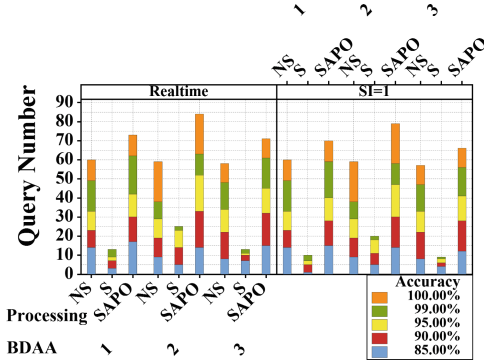 1 2 3
NS S SAPO NS S SAPO NS S SAPO
Realtime SI=1
Query Number
90
80
70
60
50
40
30
20
10
0
Processing NS S SAPO NS S SAPO NS S SAPO
BDAA 1 2 3
Accuracy
100.00%
99.00%
95.00%
90.00%
85.00%